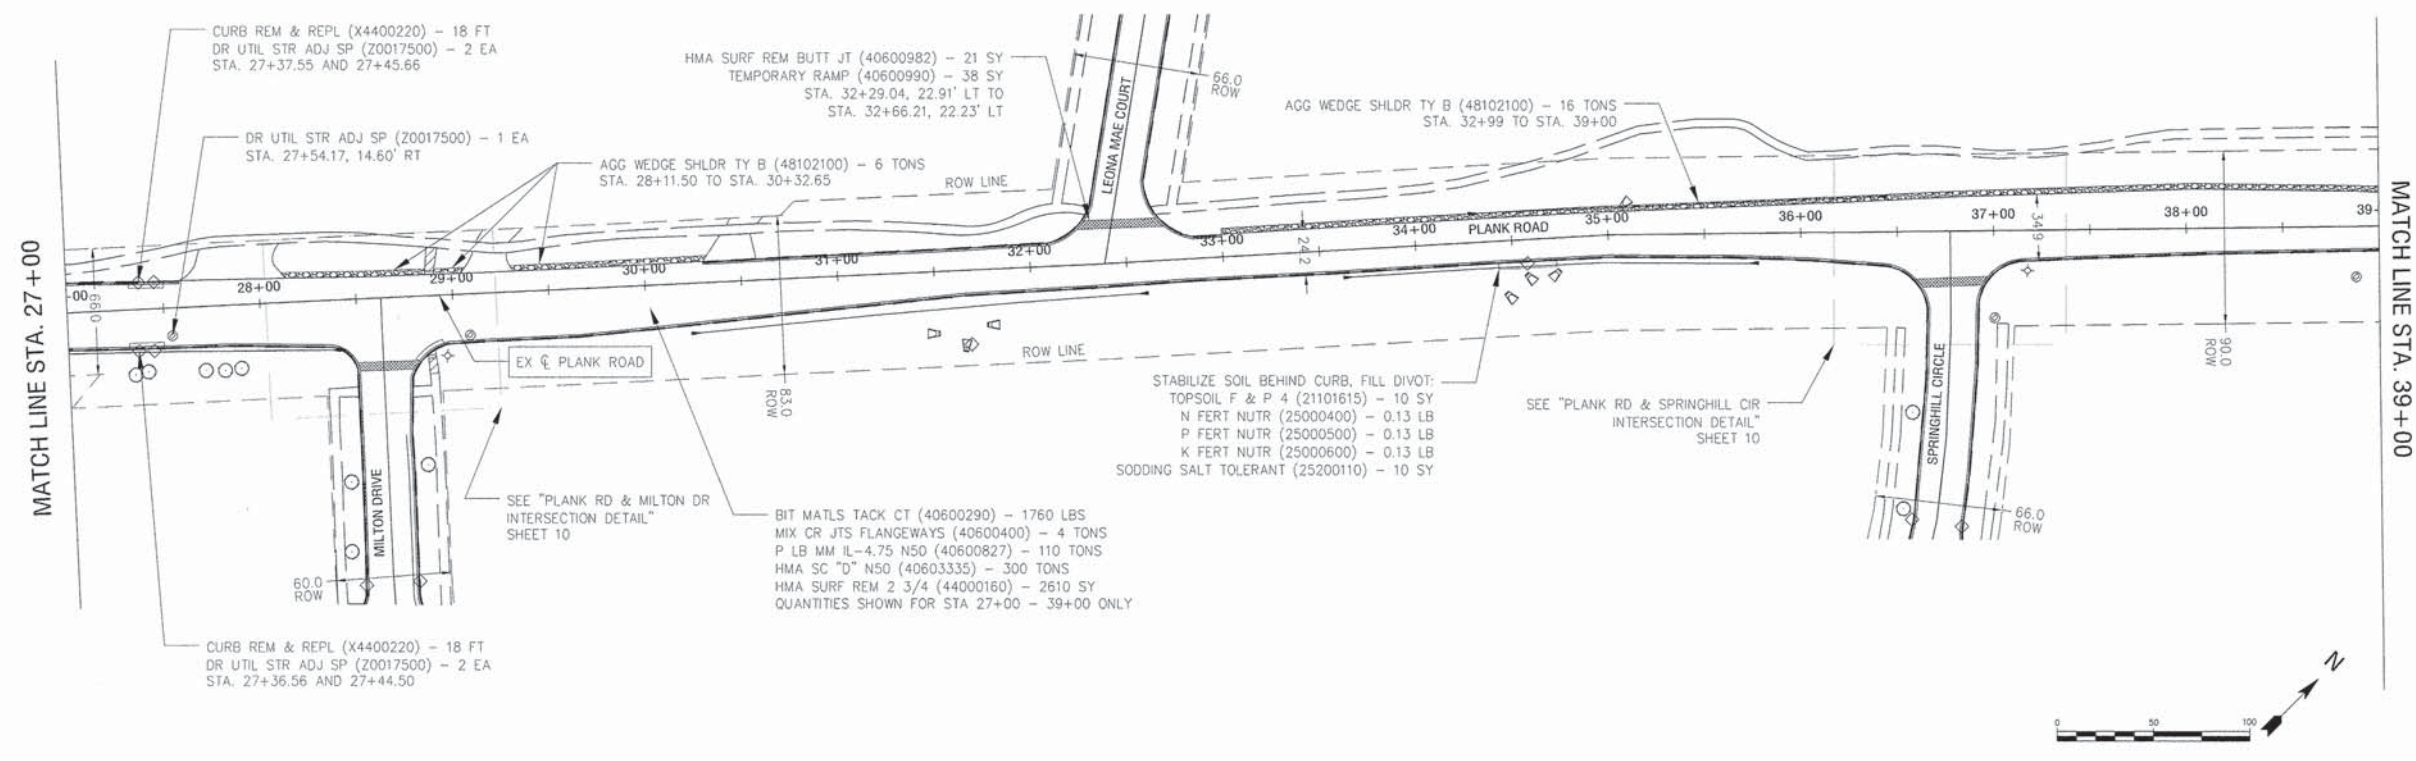 CURB REM & REPL (X4400220) – 18 FT
DR UTIL STR ADJ SP (Z0017500) – 2 EA
STA. 27+37.55 AND 27+45.66
DR UTIL STR ADJ SP (Z0017500) – 1 EA
STA. 27+54.17, 14.60' RT
AGG WEDGE SHLDR TY B (48102100) – 6 TONS
STA. 28+11.50 TO STA. 30+32.65
HMA SURF REM BUTT JT (40600982) – 21 SY
TEMPORARY RAMP (40600990) – 38 SY
STA. 32+29.04, 22.91' LT TO
STA. 32+66.21, 22.23' LT
ROW LINE
LEONA MAE COURT
66.0
ROW
AGG WEDGE SHLDR TY B (48102100) – 16 TONS
STA. 32+99 TO STA. 39+00
MATCH LINE STA. 27+00
-00
66.0
28+00
29+00
30+00
31+00
32+00
33+00
34+00
35+00
36+00
37+00
38+00
39-
PLANK ROAD
24.2
34.9
MATCH LINE STA. 39+00
EX ℄ PLANK ROAD
83.0
ROW
ROW LINE
90.0
ROW
STABILIZE SOIL BEHIND CURB, FILL DIVOT:
TOPSOIL F & P 4 (21101615) – 10 SY
N FERT NUTR (25000400) – 0.13 LB
P FERT NUTR (25000500) – 0.13 LB
K FERT NUTR (25000600) – 0.13 LB
SODDING SALT TOLERANT (25200110) – 10 SY
SEE "PLANK RD & SPRINGHILL CIR
INTERSECTION DETAIL"
SHEET 10
SPRINGHILL CIRCLE
66.0
ROW
MILTON DRIVE
60.0
ROW
SEE "PLANK RD & MILTON DR
INTERSECTION DETAIL"
SHEET 10
BIT MATLS TACK CT (40600290) – 1760 LBS
MIX CR JTS FLANGEWAYS (40600400) – 4 TONS
P LB MM IL-4.75 N50 (40600827) – 110 TONS
HMA SC "D" N50 (40603335) – 300 TONS
HMA SURF REM 2 3/4 (44000160) – 2610 SY
QUANTITIES SHOWN FOR STA 27+00 – 39+00 ONLY
CURB REM & REPL (X4400220) – 18 FT
DR UTIL STR ADJ SP (Z0017500) – 2 EA
STA. 27+36.56 AND 27+44.50
N
0 50 100